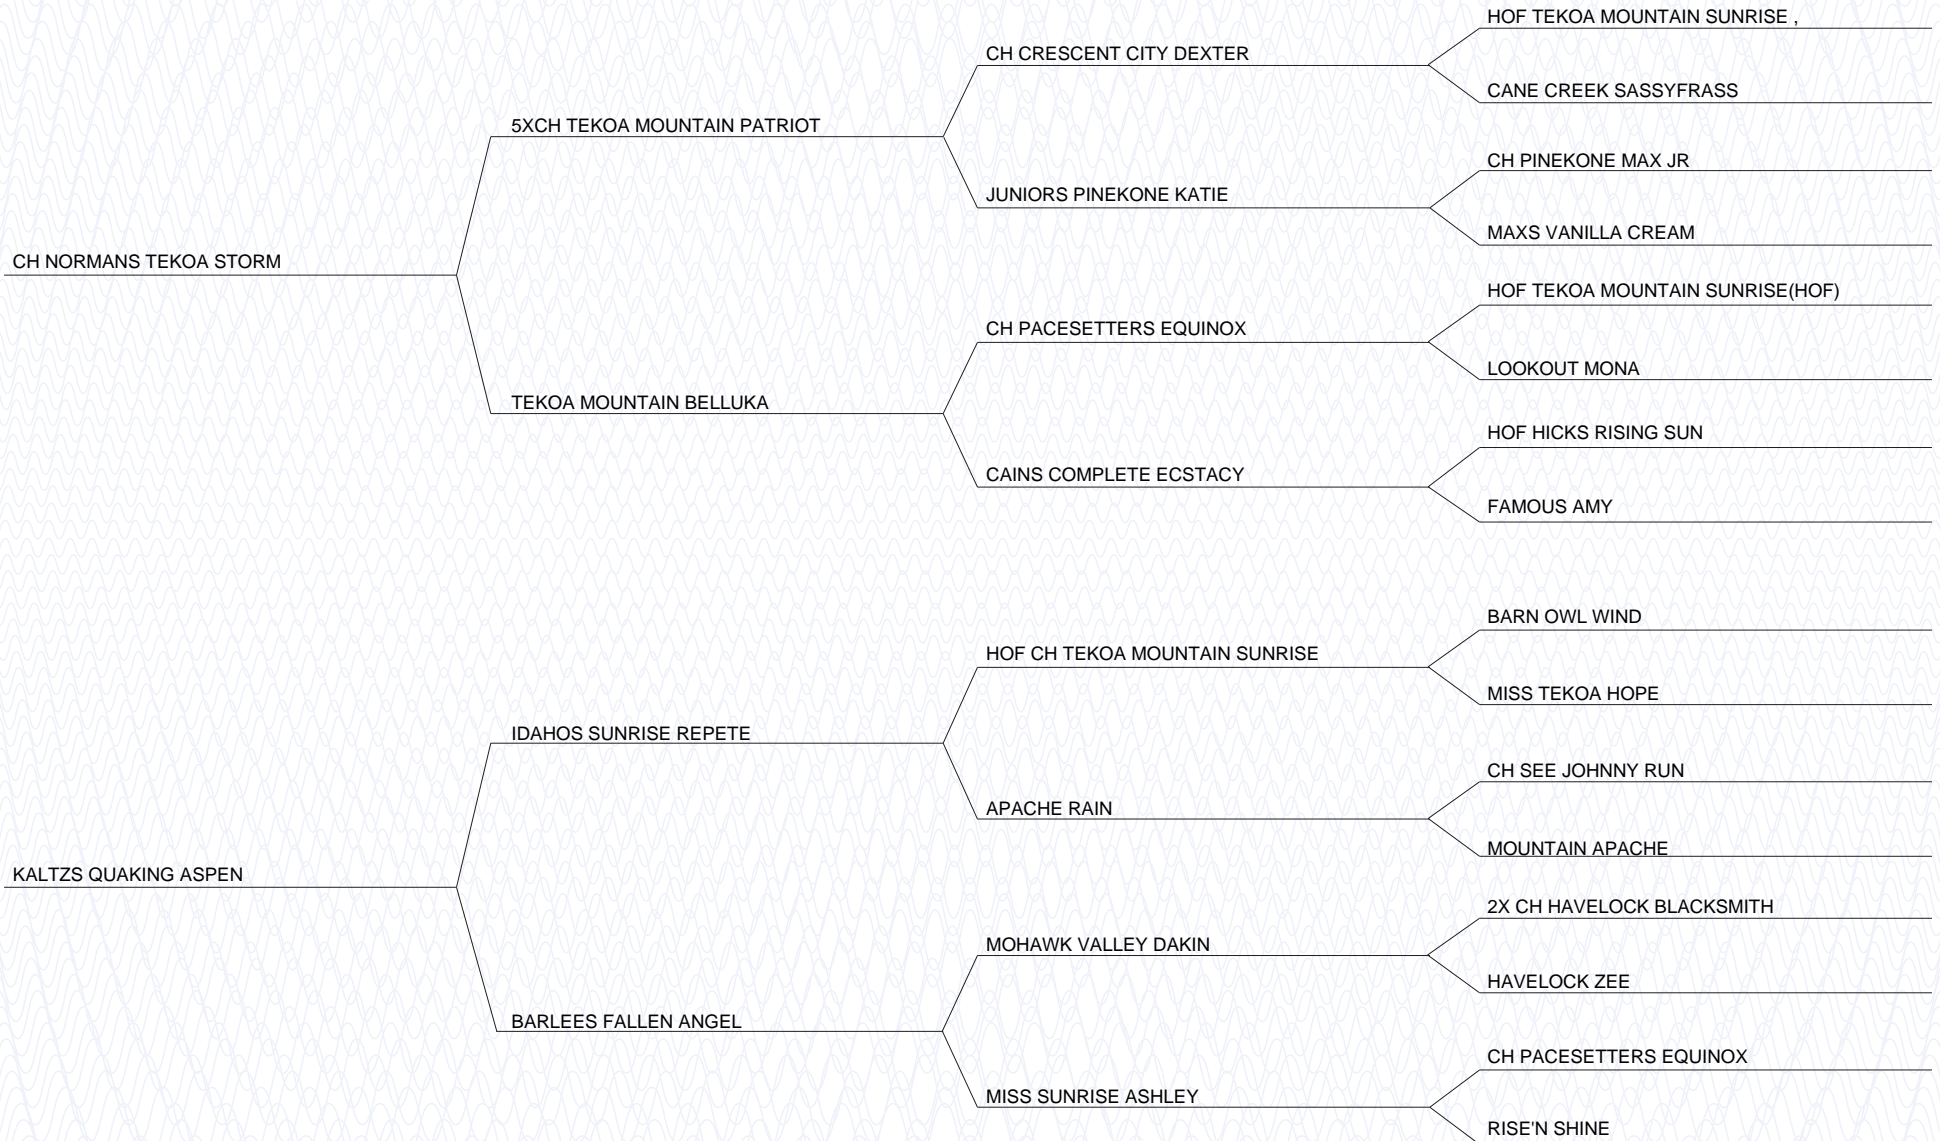 HOF TEKOA MOUNTAIN SUNRISE ,
CH CRESCENT CITY DEXTER
CANE CREEK SASSYFRASS
5XCH TEKOA MOUNTAIN PATRIOT
CH PINEKONE MAX JR
JUNIORS PINEKONE KATIE
MAXS VANILLA CREAM
CH NORMANS TEKOA STORM
HOF TEKOA MOUNTAIN SUNRISE(HOF)
CH PACESETTERS EQUINOX
LOOKOUT MONA
TEKOA MOUNTAIN BELLUKA
HOF HICKS RISING SUN
CAINS COMPLETE ECSTACY
FAMOUS AMY
BARN OWL WIND
HOF CH TEKOA MOUNTAIN SUNRISE
MISS TEKOA HOPE
IDAHOS SUNRISE REPETE
CH SEE JOHNNY RUN
APACHE RAIN
MOUNTAIN APACHE
KALTZS QUAKING ASPEN
2X CH HAVELOCK BLACKSMITH
MOHAWK VALLEY DAKIN
HAVELOCK ZEE
BARLEES FALLEN ANGEL
CH PACESETTERS EQUINOX
MISS SUNRISE ASHLEY
RISE'N SHINE